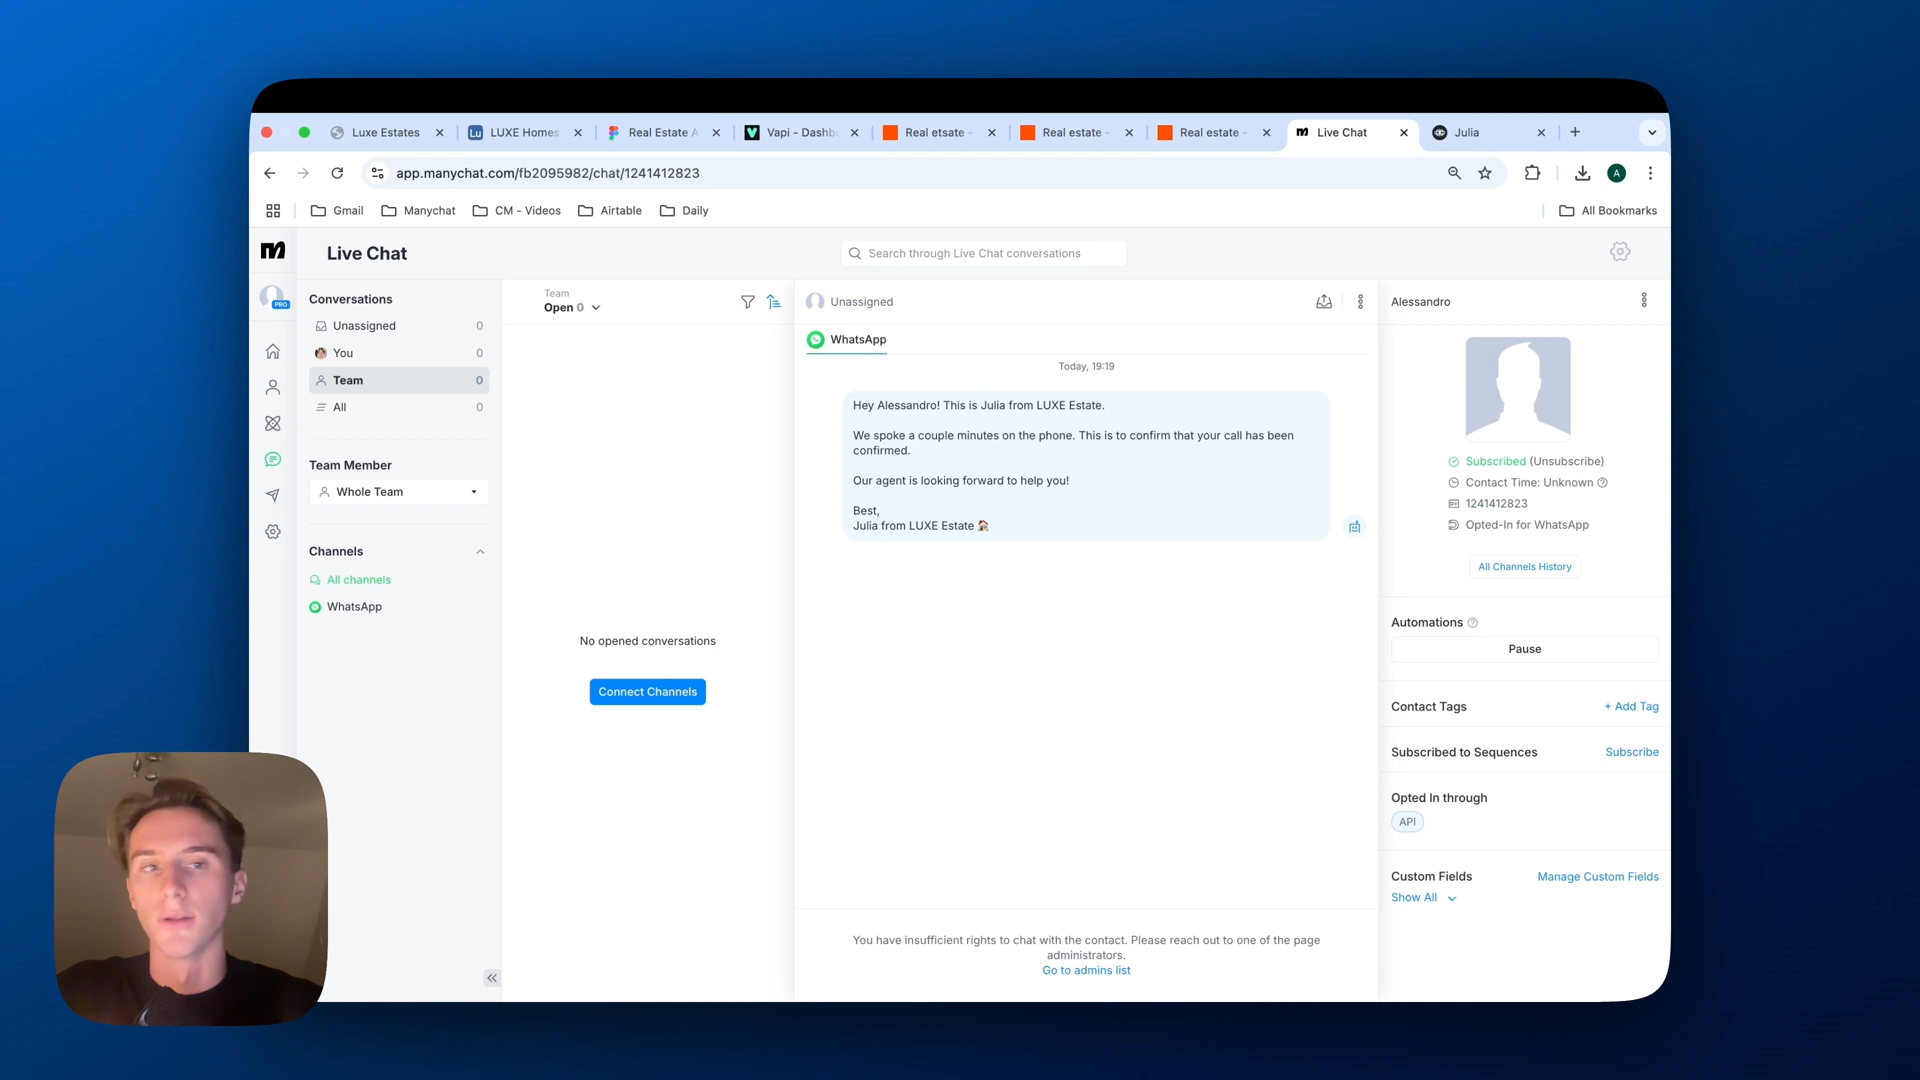 Luxe Estates
LUXE Homes
Real Estate A
Vapi - Dashb
Real etsate -
Real estate -
Real estate -
Live Chat
Julia
app.manychat.com/fb2095982/chat/1241412823
A
Gmail
Manychat
CM - Videos
Airtable
Daily
All Bookmarks
Live Chat
Search through Live Chat conversations
PRO
Conversations
Unassigned 0
You 0
Team 0
All 0
Team Member
Whole Team
Channels
All channels
WhatsApp
Team
Open 0
No opened conversations
Connect Channels
Unassigned
WhatsApp
Today, 19:19
Hey Alessandro! This is Julia from LUXE Estate.
We spoke a couple minutes on the phone. This is to confirm that your call has been
confirmed.
Our agent is looking forward to help you!
Best,
Julia from LUXE Estate 🏠
You have insufficient rights to chat with the contact. Please reach out to one of the page
administrators.
Go to admins list
Alessandro
Subscribed (Unsubscribe)
Contact Time: Unknown
1241412823
Opted-In for WhatsApp
All Channels History
Automations
Pause
Contact Tags
+ Add Tag
Subscribed to Sequences
Subscribe
Opted In through
API
Custom Fields
Manage Custom Fields
Show All